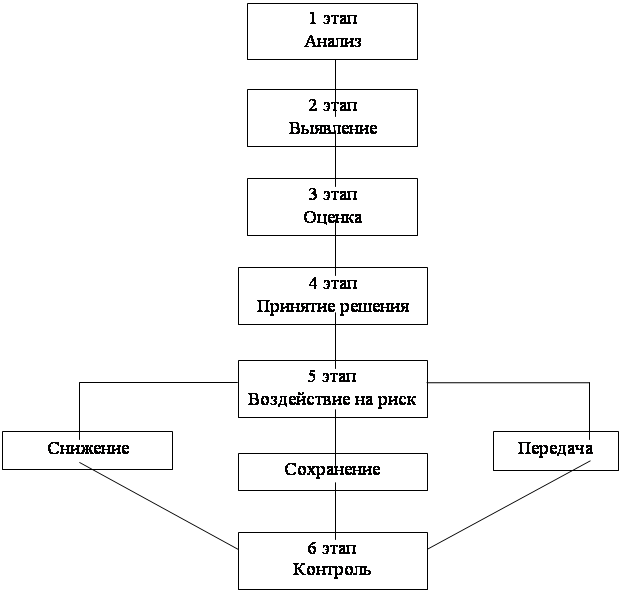 1 этап
Анализ
2 этап
Выявление
3 этап
Оценка
4 этап
Принятие решения
5 этап
Воздействие на риск
Снижение
Сохранение
Передача
6 этап
Контроль